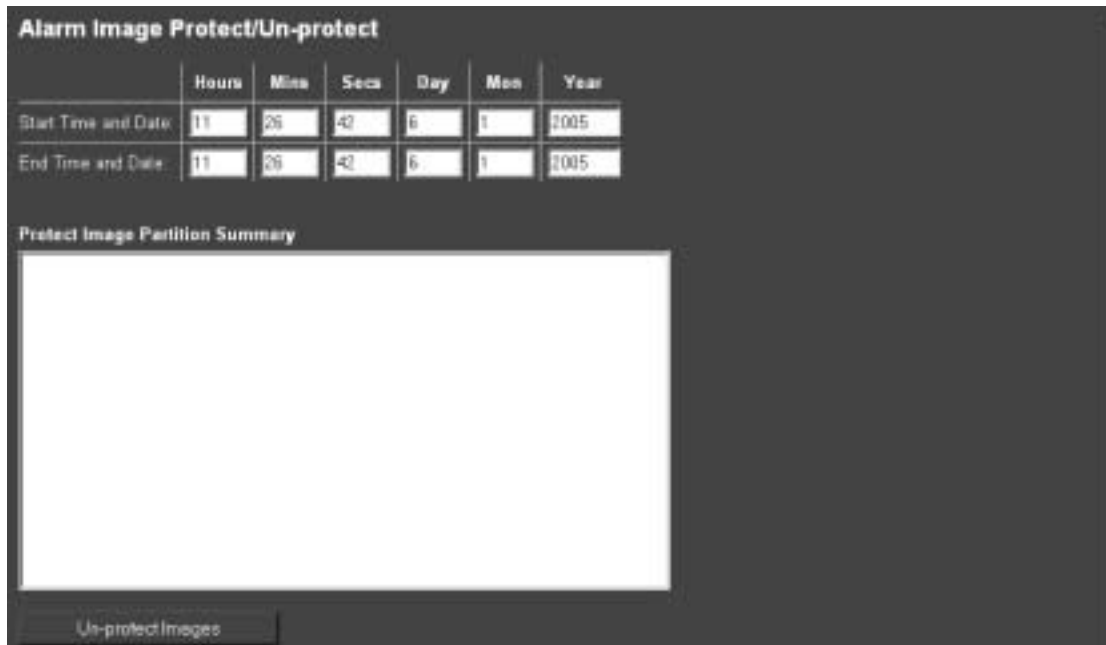 Alarm Image Protect/Un-protect
Hours Mins Secs Day Mon Year
Start Time and Date: 11 26 42 6 1 2005
End Time and Date: 11 26 42 6 1 2005
Protect Image Partition Summary
Un-protect Images